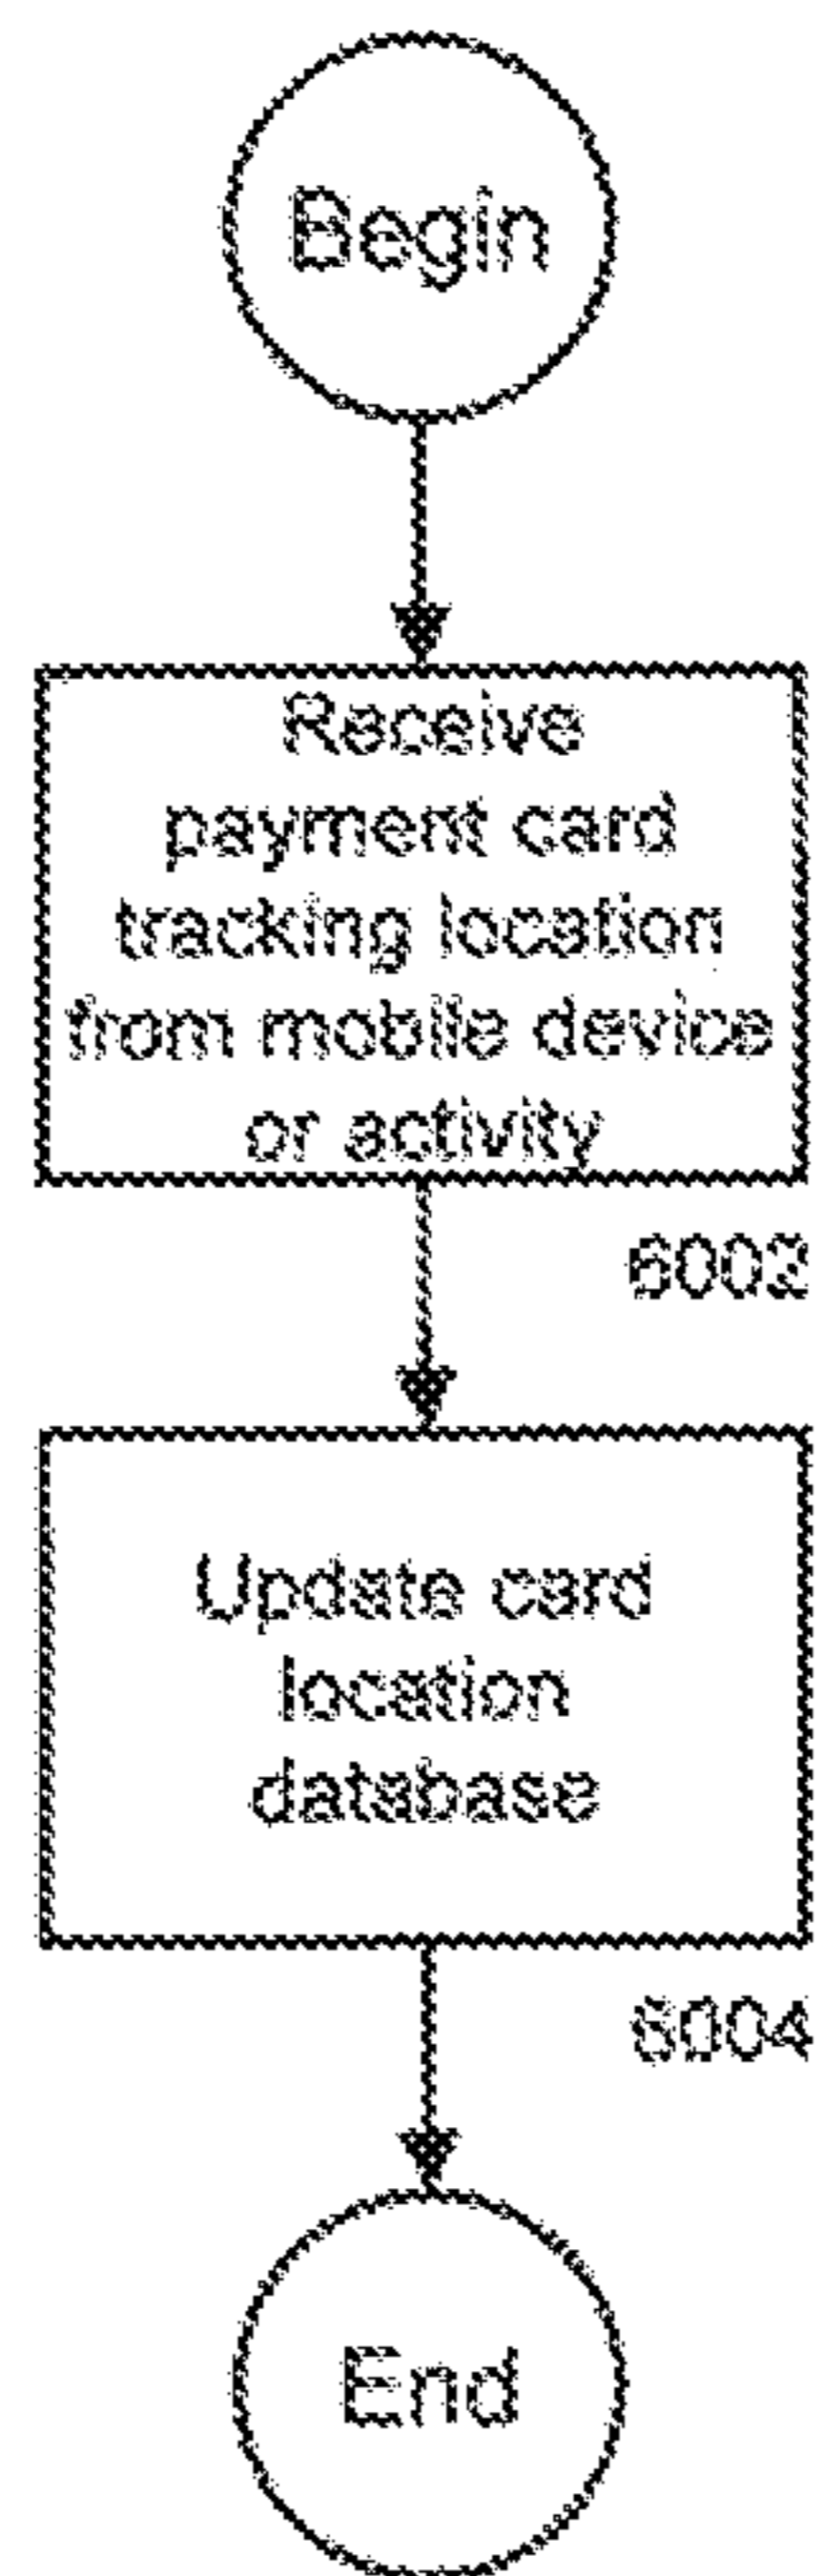 Begin
Receive
payment card
tracking location
from mobile device
or activity
6002
Update card
location
database
6004
End